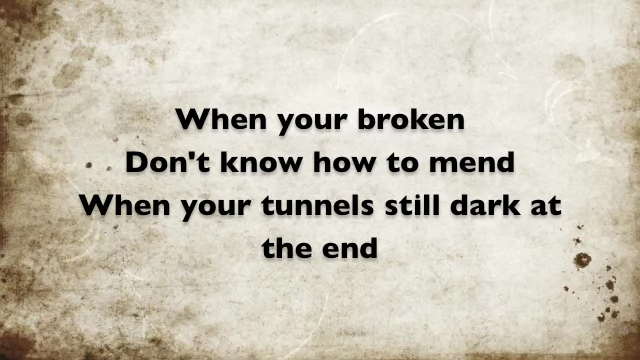 When your broken
Don't know how to mend
When your tunnels still dark at
the end